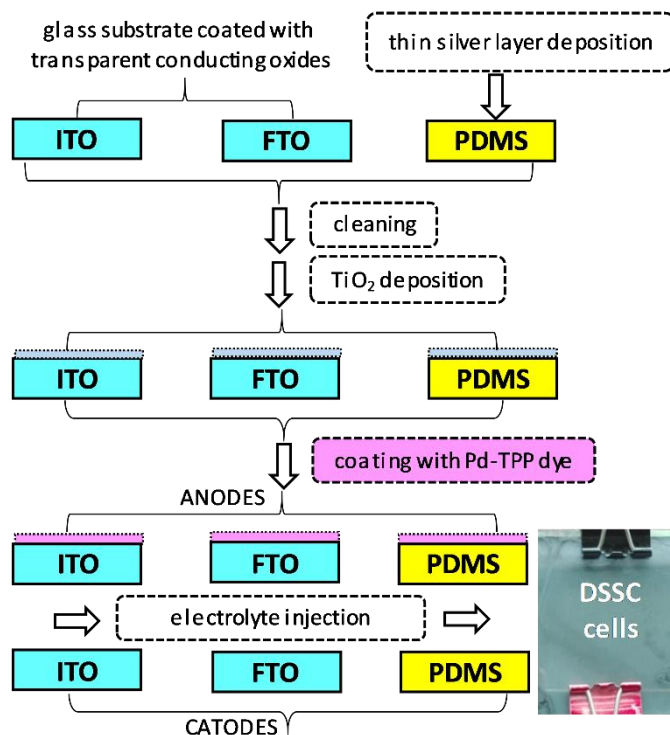 glass substrate coated with
transparent conducting oxides
thin silver layer deposition
ITO
FTO
PDMS
cleaning
TiO₂ deposition
ITO
FTO
PDMS
coating with Pd-TPP dye
ANODES
ITO
FTO
PDMS
electrolyte injection
DSSC
cells
ITO
FTO
PDMS
CATODES